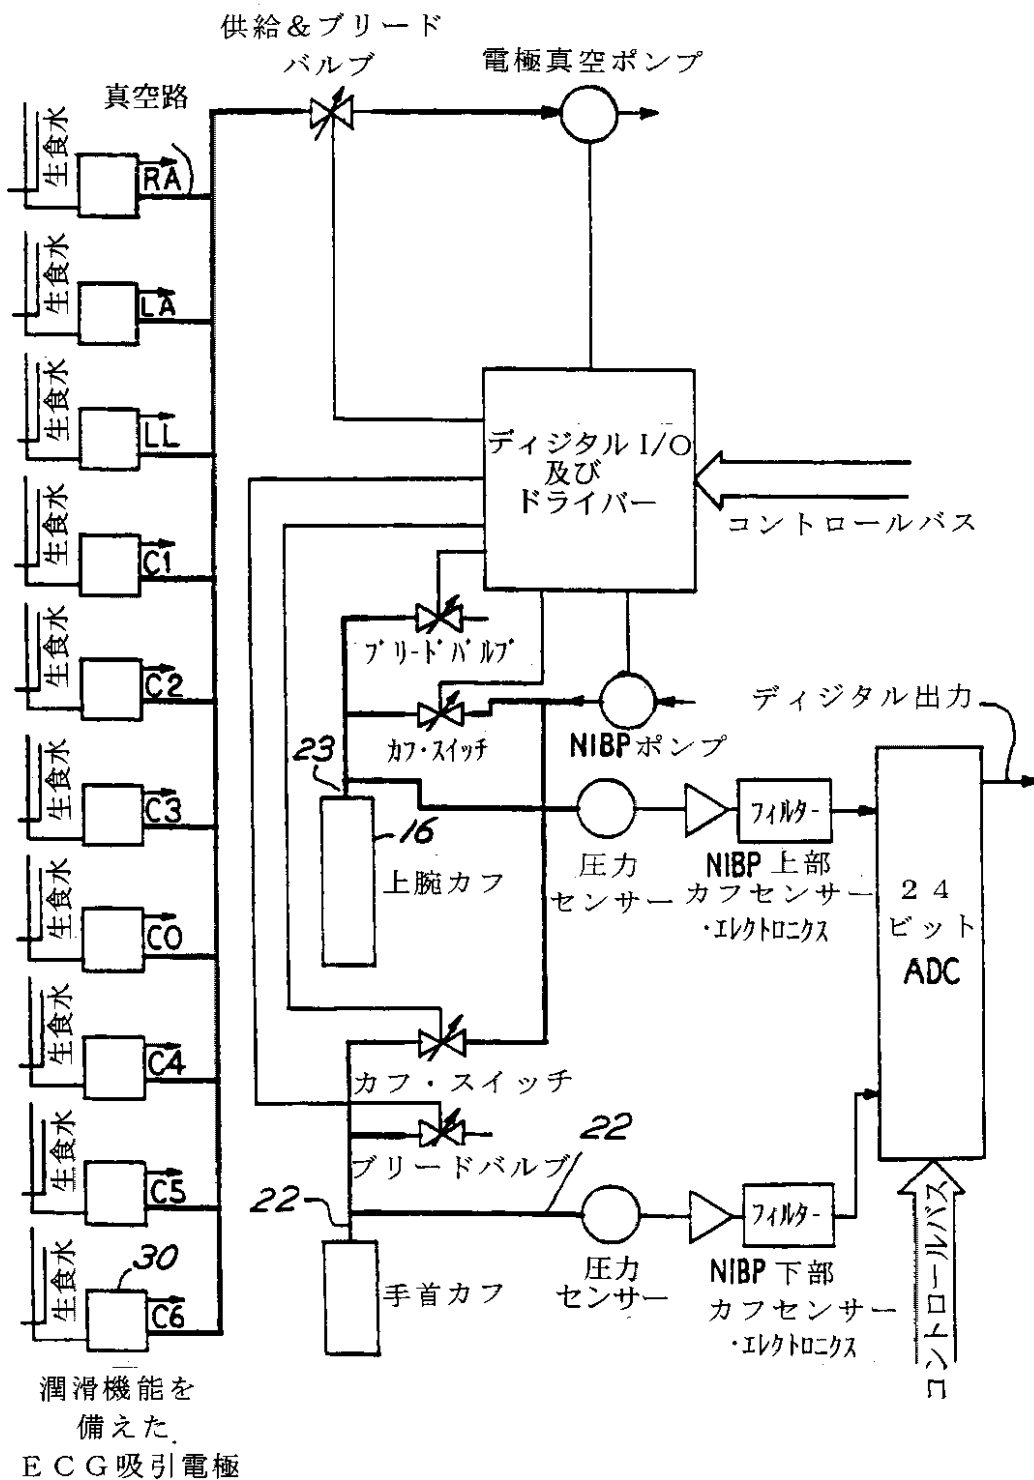 供給&ブリード
バルブ
電極真空ポンプ
真空路
生食水
RA
生食水
LA
生食水
LL
生食水
C1
生食水
C2
生食水
C3
生食水
C0
生食水
C4
生食水
C5
生食水
30
C6
潤滑機能を
備えた
ECG吸引電極
ディジタル I/O
及び
ドライバー
コントロールバス
ブリードバルブ
カフ・スイッチ
NIBPポンプ
ディジタル出力
23
16
上腕カフ
圧力
センサー
フィルター
NIBP 上部
カフセンサー
・エレクトロニクス
24
ビット
ADC
カフ・スイッチ
ブリードバルブ
22
22
手首カフ
圧力
センサー
フィルター
NIBP 下部
カフセンサー
・エレクトロニクス
コントロールバス